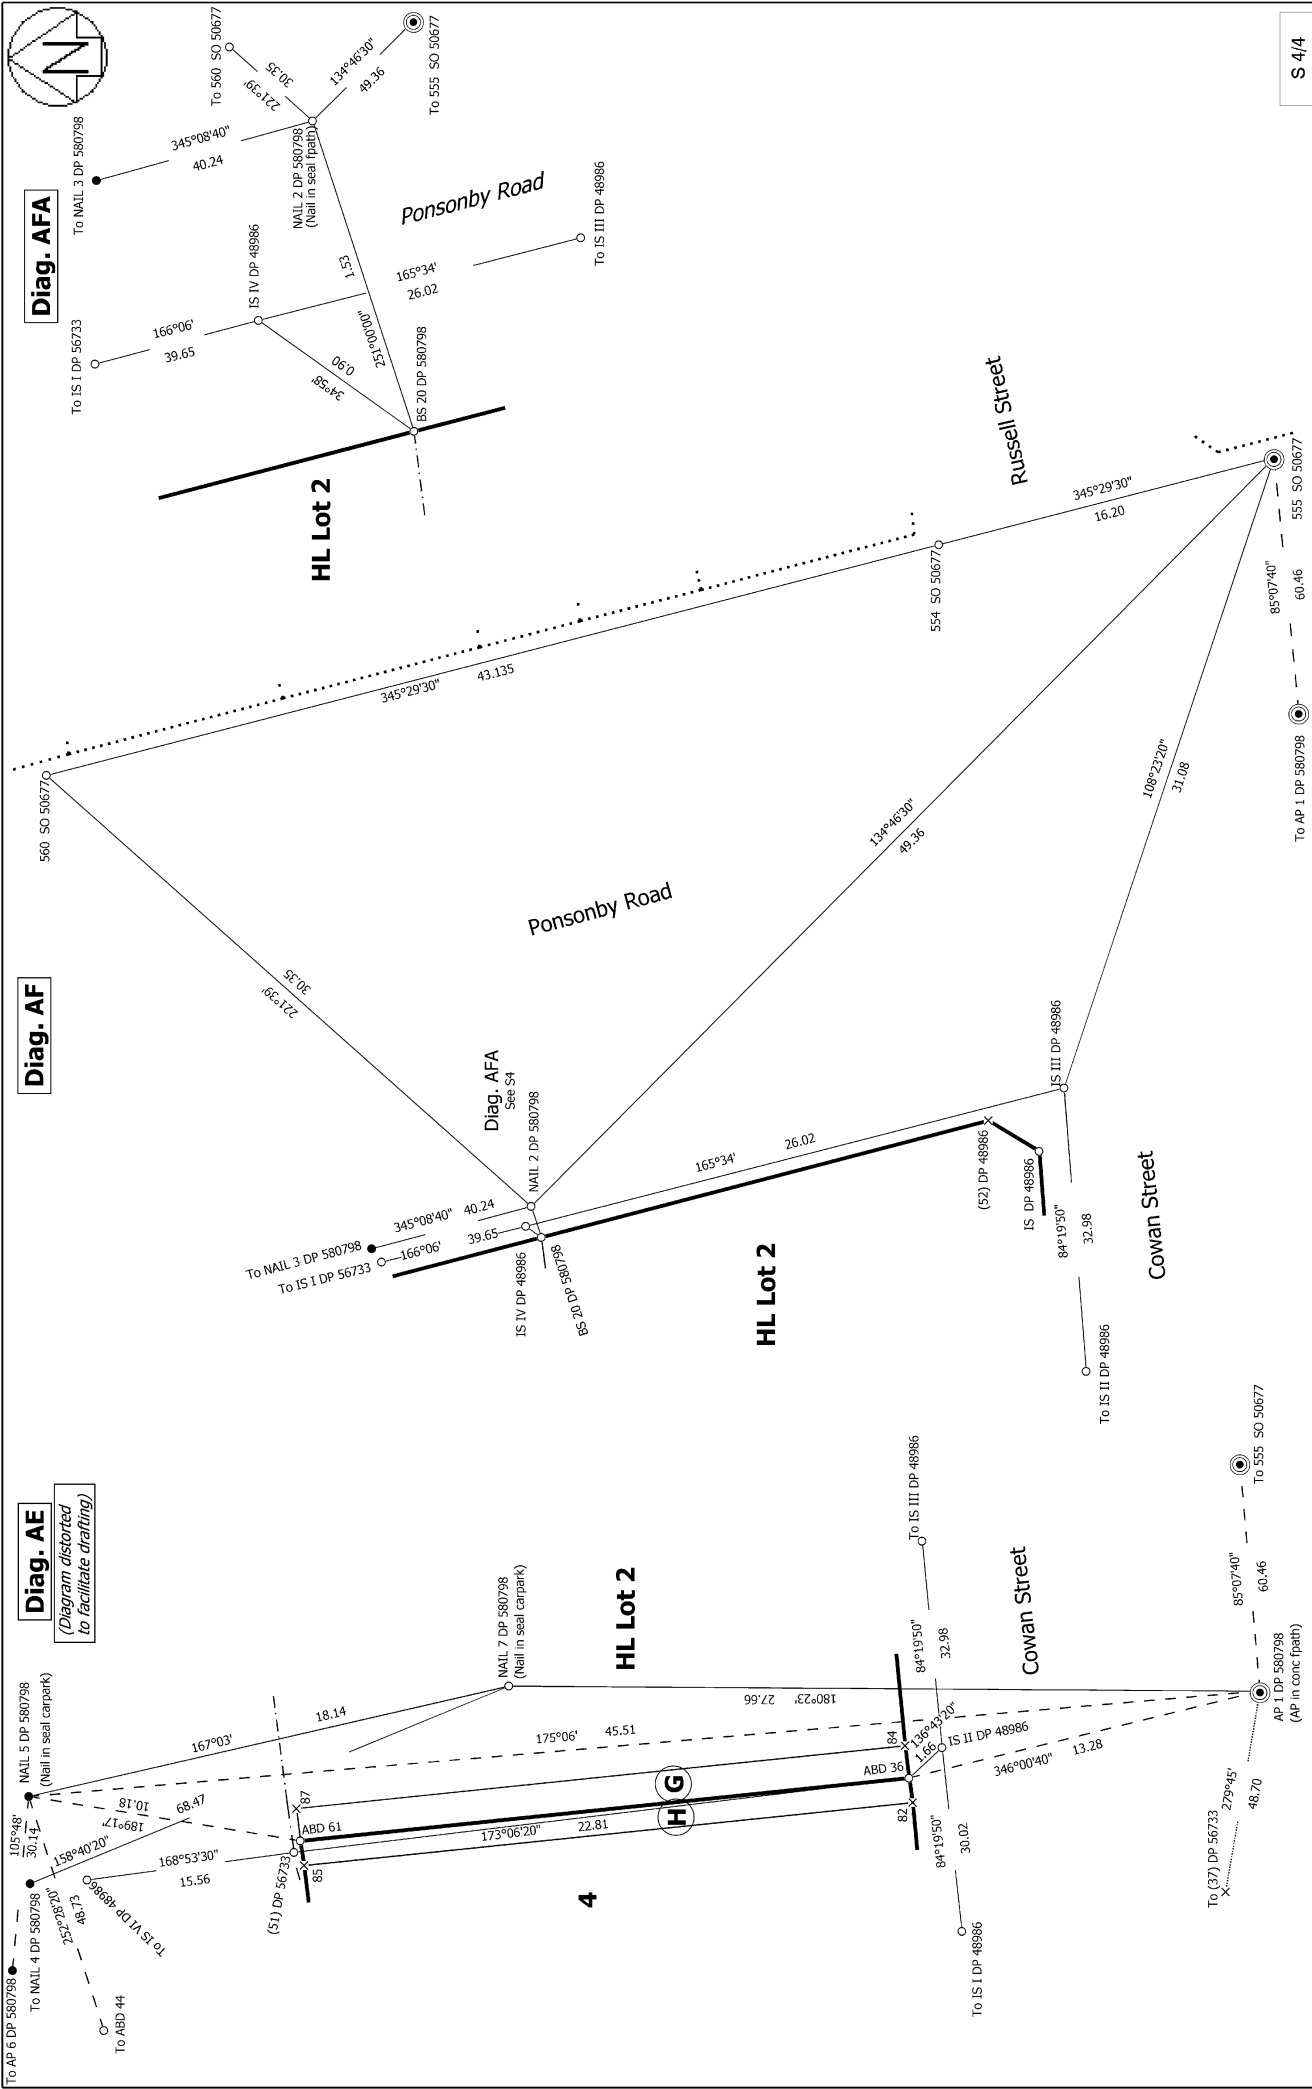 Diag. AE
(Diagram distorted
to facilitate drafting)
To AP 6 DP 580798
To NAIL 4 DP 580798
To ABD 44
NAIL 5 DP 580798
(Nail in seal carpark)
105°48'
30.14
158°40'20"
68.47
252°28'20"
48.73
To IS VI DP 48986
189°17'
10.18
168°53'30"
15.56
167°03'
18.14
(51) DP 56733
ABD 61
85
87
NAIL 7 DP 580798
(Nail in seal carpark)
175°06'
45.51
180°23'
27.66
173°06'20"
22.81
H
G
4
HL Lot 2
ABD 36
82
84
136°43'20"
1.66
IS II DP 48986
84°19'50"
30.02
To IS I DP 48986
84°19'50"
32.98
To IS III DP 48986
346°00'40"
13.28
Cowan Street
To (37) DP 56733
279°45'
48.70
AP 1 DP 580798
(AP in conc fpath)
85°07'40"
60.46
To 555 SO 50677
Diag. AF
560 SO 50677
221°39'
30.35
345°29'30"
43.135
Ponsonby Road
Diag. AFA
See S4
NAIL 2 DP 580798
To NAIL 3 DP 580798
345°08'40"
40.24
To IS I DP 56733
166°06'
39.65
IS IV DP 48986
BS 20 DP 580798
165°34'
26.02
HL Lot 2
134°46'30"
49.36
554 SO 50677
345°29'30"
16.20
Russell Street
(52) DP 48986
IS DP 48986
IS III DP 48986
84°19'50"
32.98
To IS II DP 48986
Cowan Street
108°23'20"
31.08
85°07'40"
60.46
To AP 1 DP 580798
555 SO 50677
Diag. AFA
N
To NAIL 3 DP 580798
345°08'40"
40.24
To 560 SO 50677
221°39'
30.35
134°46'30"
49.36
To 555 SO 50677
NAIL 2 DP 580798
(Nail in seal fpath)
To IS I DP 56733
166°06'
39.65
IS IV DP 48986
Ponsonby Road
1.53
251°00'00"
34°58'
0.90
BS 20 DP 580798
165°34'
26.02
To IS III DP 48986
HL Lot 2
S 4/4